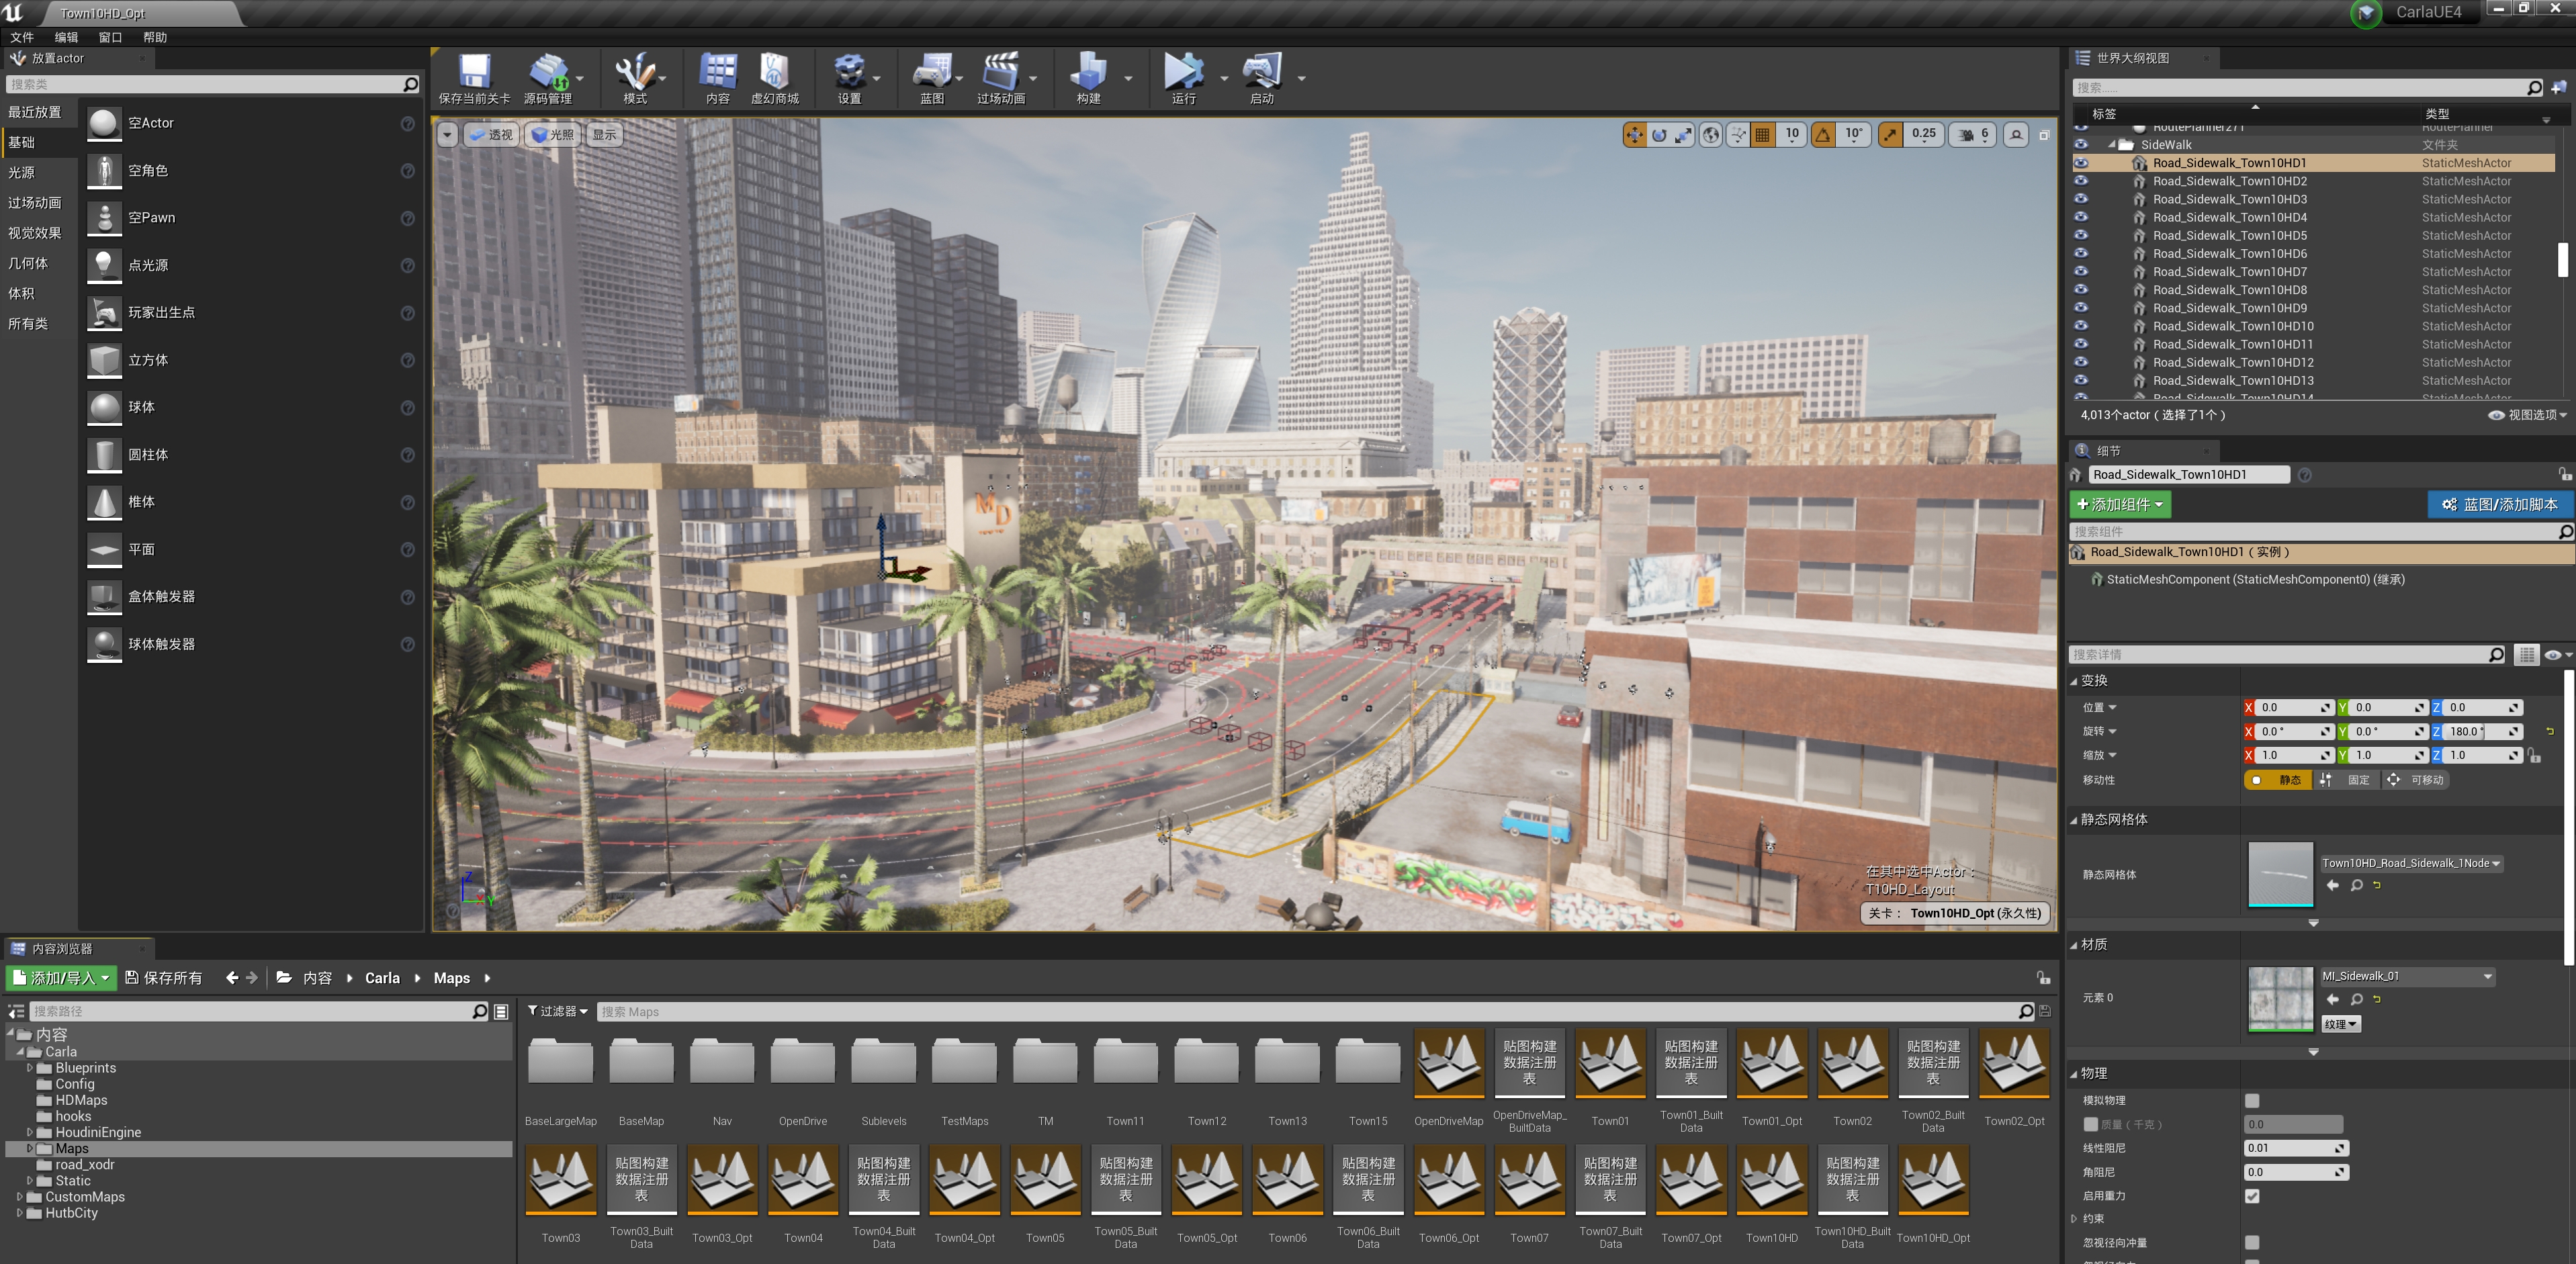 Town10HD_Opt
CarlaUE4
文件 编辑 窗口 帮助
放置actor
搜索类
最近放置
基础
光源
过场动画
视觉效果
几何体
体积
所有类
空Actor
空角色
空Pawn
点光源
玩家出生点
立方体
球体
圆柱体
椎体
平面
盒体触发器
球体触发器
保存当前关卡 源码管理 模式 内容 虚幻商城 设置 蓝图 过场动画 构建 运行 启动
透视 光照 显示
10 10° 0.25 6
MD
在其中选中Actor：
T10HD_Layout
关卡： Town10HD_Opt (永久性)
世界大纲视图
搜索......
标签 类型
RoutePlanner271 RoutePlanner
SideWalk 文件夹
Road_Sidewalk_Town10HD1 StaticMeshActor
Road_Sidewalk_Town10HD2 StaticMeshActor
Road_Sidewalk_Town10HD3 StaticMeshActor
Road_Sidewalk_Town10HD4 StaticMeshActor
Road_Sidewalk_Town10HD5 StaticMeshActor
Road_Sidewalk_Town10HD6 StaticMeshActor
Road_Sidewalk_Town10HD7 StaticMeshActor
Road_Sidewalk_Town10HD8 StaticMeshActor
Road_Sidewalk_Town10HD9 StaticMeshActor
Road_Sidewalk_Town10HD10 StaticMeshActor
Road_Sidewalk_Town10HD11 StaticMeshActor
Road_Sidewalk_Town10HD12 StaticMeshActor
Road_Sidewalk_Town10HD13 StaticMeshActor
Road_Sidewalk_Town10HD14 StaticMeshActor
4,013个actor（选择了1个） 视图选项
细节
Road_Sidewalk_Town10HD1
+添加组件 蓝图/添加脚本
搜索组件
Road_Sidewalk_Town10HD1（实例）
StaticMeshComponent (StaticMeshComponent0) (继承)
搜索详情
变换
位置 X 0.0 Y 0.0 Z 0.0
旋转 X 0.0° Y 0.0° Z 180.0°
缩放 X 1.0 Y 1.0 Z 1.0
移动性 静态 固定 可移动
静态网格体
静态网格体 Town10HD_Road_Sidewalk_1Node
材质
元素 0 MI_Sidewalk_01
纹理
物理
模拟物理
质量（千克） 0.0
线性阻尼 0.01
角阻尼 0.0
启用重力
约束
忽视径向冲量
内容浏览器
添加/导入 保存所有 内容 Carla Maps
搜索路径
内容
Carla
Blueprints
Config
HDMaps
hooks
HoudiniEngine
Maps
road_xodr
Static
CustomMaps
HutbCity
过滤器 搜索 Maps
贴图构建数据注册表 贴图构建数据注册表 贴图构建数据注册表
BaseLargeMap BaseMap Nav OpenDrive Sublevels TestMaps TM Town11 Town12 Town13 Town15 OpenDriveMap OpenDriveMap_BuiltData Town01 Town01_BuiltData Town01_Opt Town02 Town02_BuiltData Town02_Opt
贴图构建数据注册表 贴图构建数据注册表 贴图构建数据注册表 贴图构建数据注册表 贴图构建数据注册表 贴图构建数据注册表
Town03 Town03_BuiltData Town03_Opt Town04 Town04_BuiltData Town04_Opt Town05 Town05_BuiltData Town05_Opt Town06 Town06_BuiltData Town06_Opt Town07 Town07_BuiltData Town07_Opt Town10HD Town10HD_BuiltData Town10HD_Opt